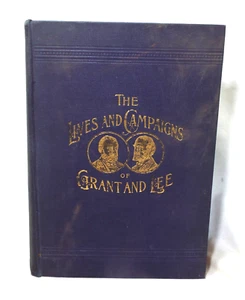 THE
LIVES AND CAMPAIGNS
OF
GRANT AND LEE